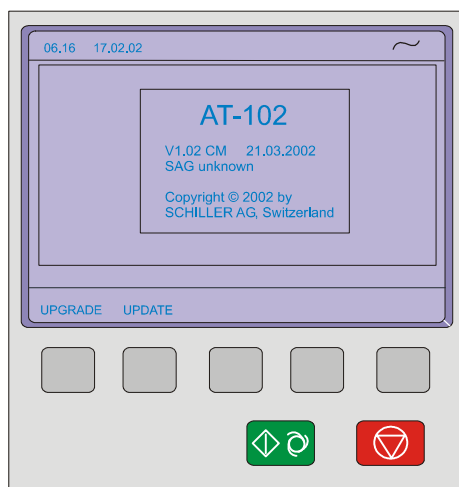 06.16 17.02.02
AT-102
V1.02 CM 21.03.2002
SAG unknown
Copyright © 2002 by
SCHILLER AG, Switzerland
UPGRADE UPDATE